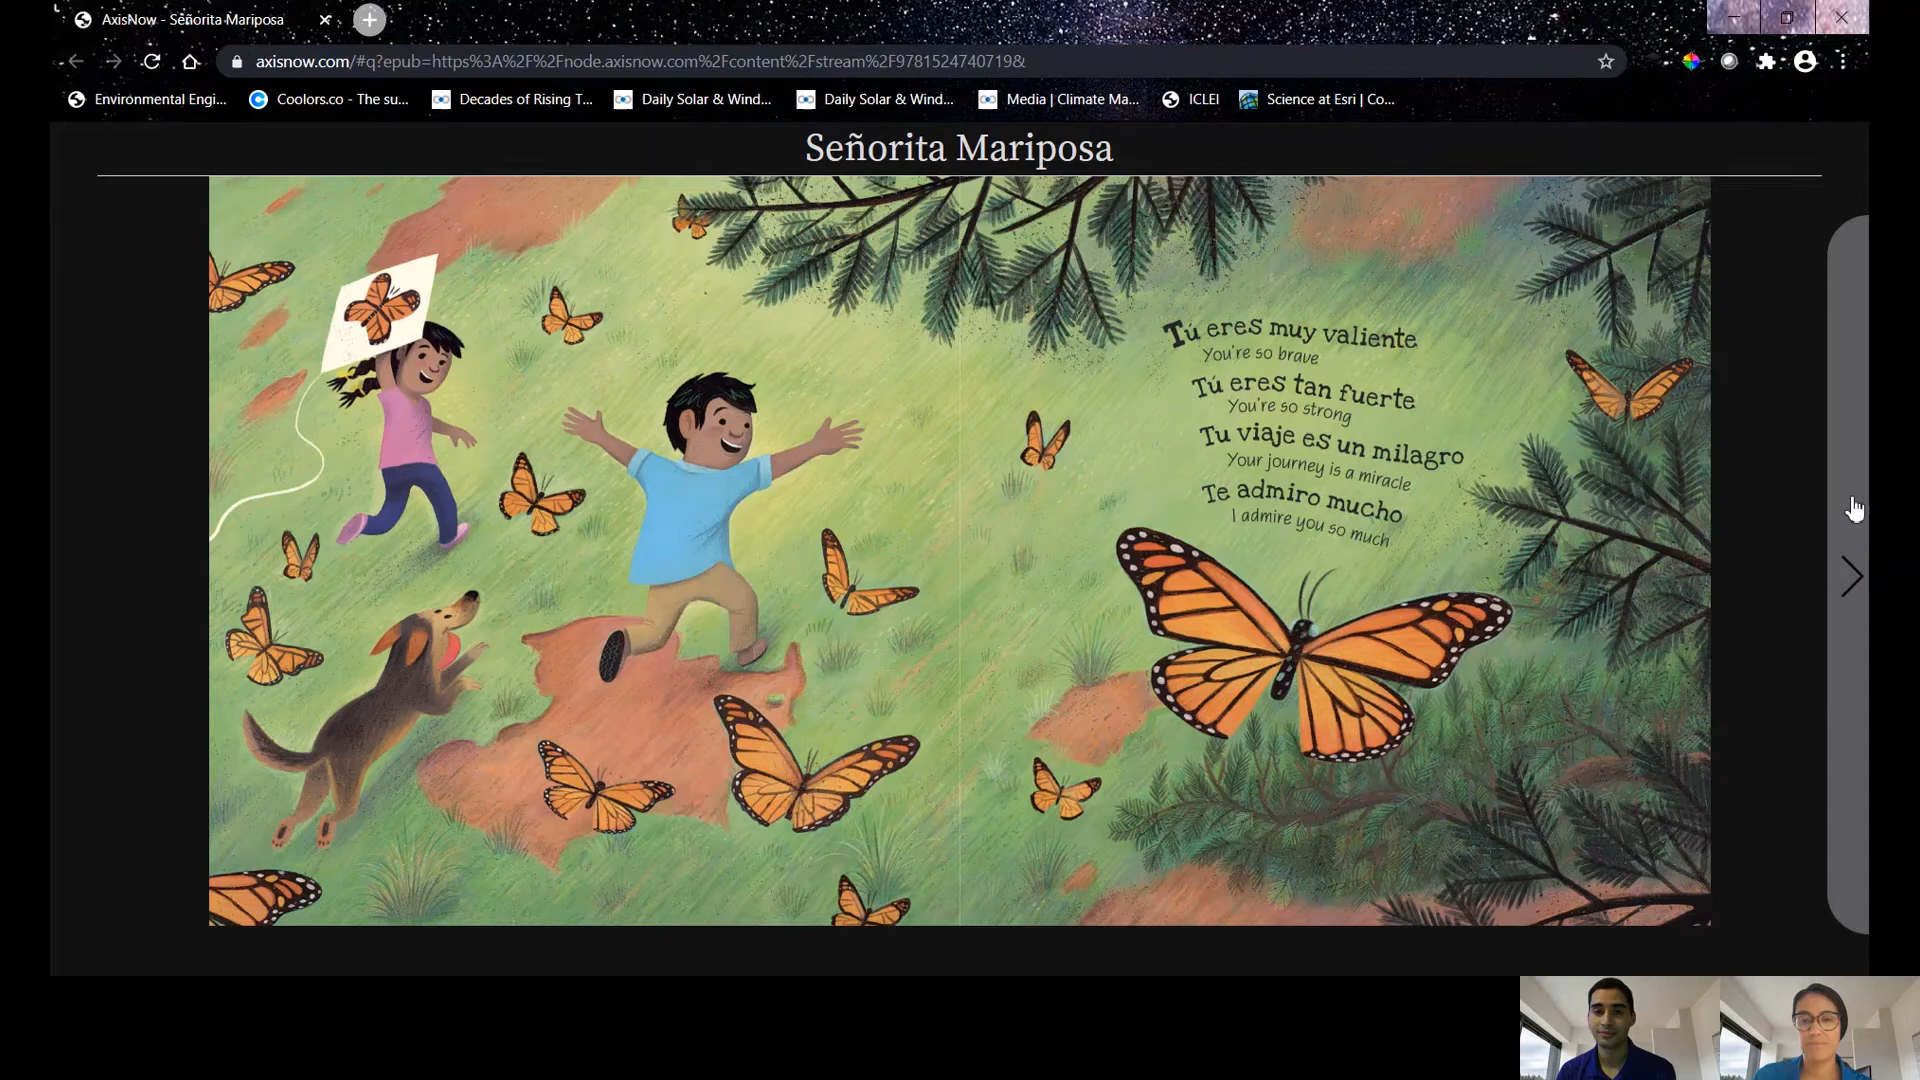 AxisNow - Señorita Mariposa
axisnow.com/#q?epub=https%3A%2F%2Fnode.axisnow.com%2Fcontent%2Fstream%2F9781524740719&
Environmental Engi...
Coolors.co - The su...
Decades of Rising T...
Daily Solar & Wind...
Daily Solar & Wind...
Media | Climate Ma...
ICLEI
Science at Esri | Co...
Señorita Mariposa
Tú eres muy valiente
You're so brave
Tú eres tan fuerte
You're so strong
Tu viaje es un milagro
Your journey is a miracle
Te admiro mucho
I admire you so much